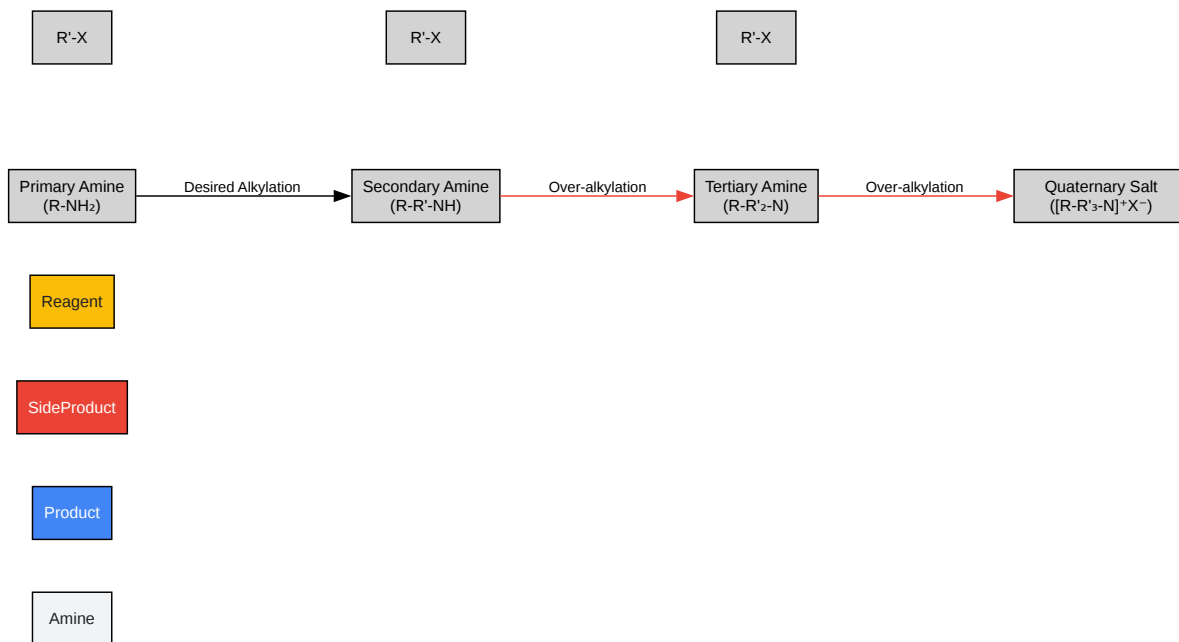 R'-X
R'-X
R'-X
Primary Amine
(R-NH₂)
Desired Alkylation
Secondary Amine
(R-R'-NH)
Over-alkylation
Tertiary Amine
(R-R'₂-N)
Over-alkylation
Quaternary Salt
([R-R'₃-N]⁺X⁻)
Reagent
SideProduct
Product
Amine